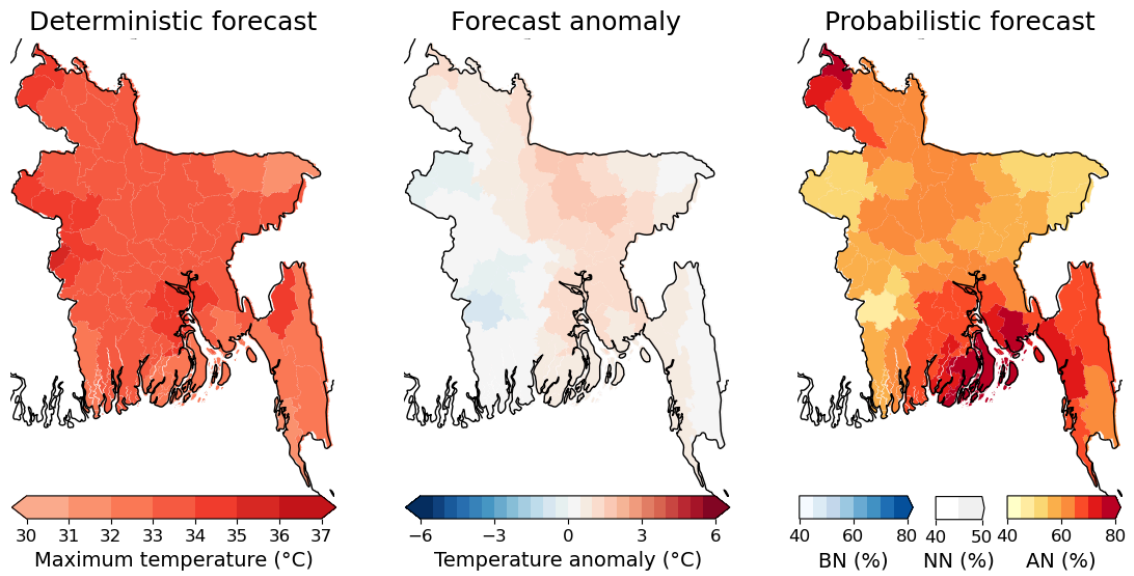 Deterministic forecast
Forecast anomaly
Probabilistic forecast
30 31 32 33 34 35 36 37
Maximum temperature (°C)
−6 −3 0 3 6
Temperature anomaly (°C)
40 60 80
BN (%)
40 50
NN (%)
40 60 80
AN (%)